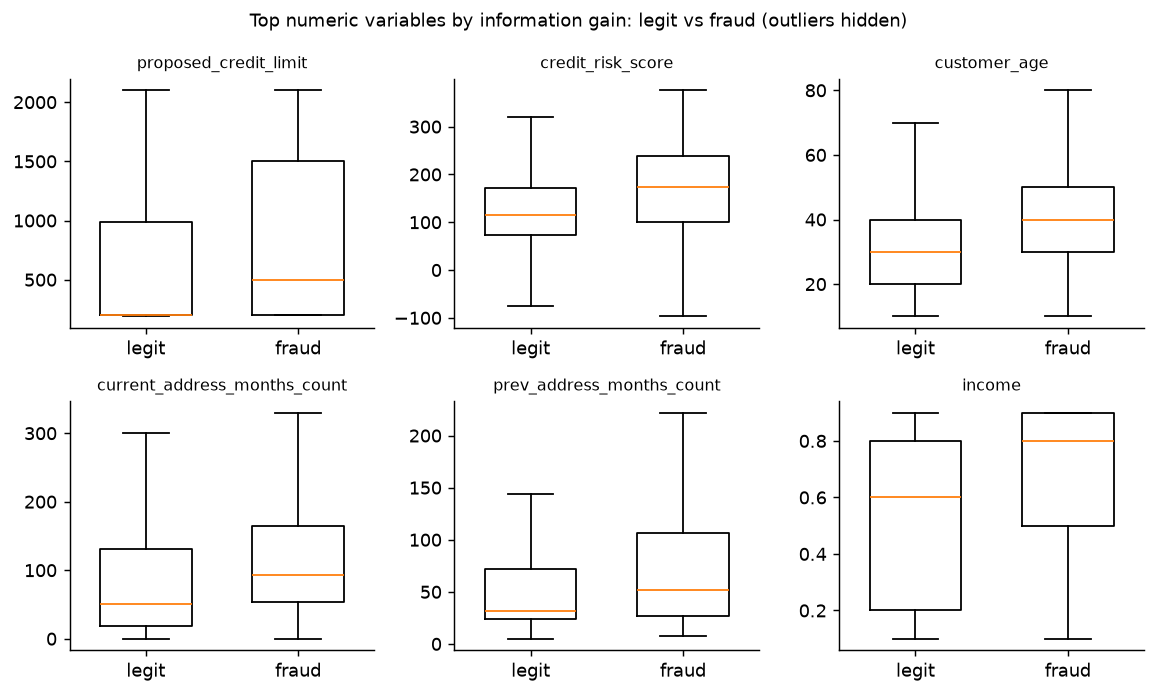 Top numeric variables by information gain: legit vs fraud (outliers hidden)
proposed_credit_limit
2000
1500
1000
500
legit fraud
credit_risk_score
300
200
100
0
−100
legit fraud
customer_age
80
60
40
20
legit fraud
current_address_months_count
300
200
100
0
legit fraud
prev_address_months_count
200
150
100
50
0
legit fraud
income
0.8
0.6
0.4
0.2
legit fraud